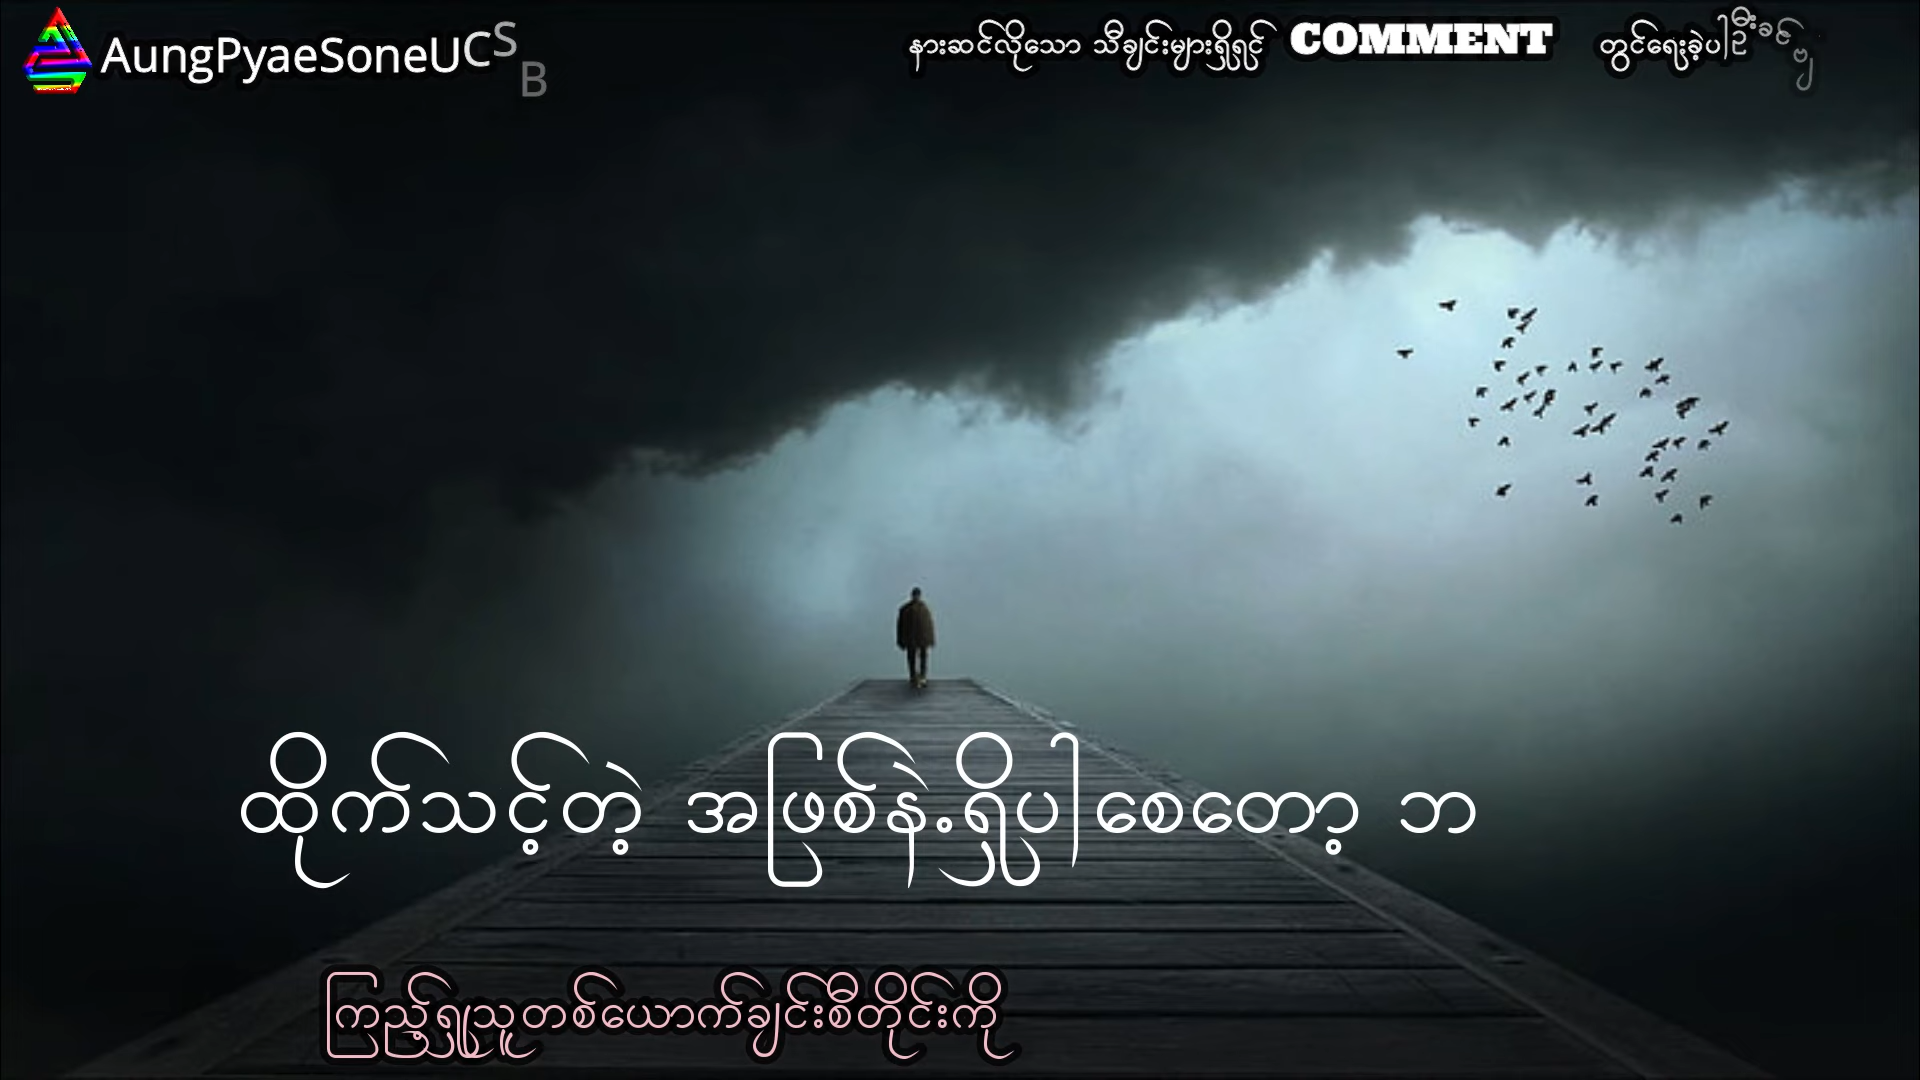 AungPyaeSoneUCSB
နားဆင်လိုသော သီချင်းများရှိရင် COMMENT တွင်ရေးခဲ့ပါဦးခင်ဗျ
ထိုက်သင့်တဲ့ အဖြစ်နဲ့ရှိပါစေတော့ ဘ
ကြည့်ရှုသူတစ်ယောက်ချင်းစီတိုင်းကို